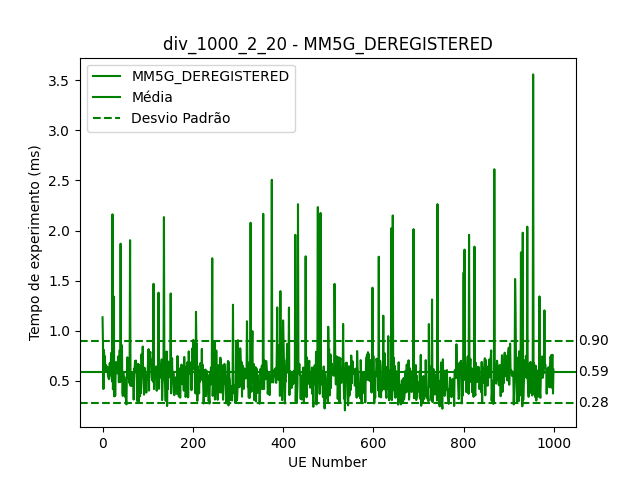 div_1000_2_20 - MM5G_DEREGISTERED
MM5G_DEREGISTERED
Média
Desvio Padrão
Tempo de experimento (ms)
3.5
3.0
2.5
2.0
1.5
1.0
0.5
0.90
0.59
0.28
0 200 400 600 800 1000
UE Number